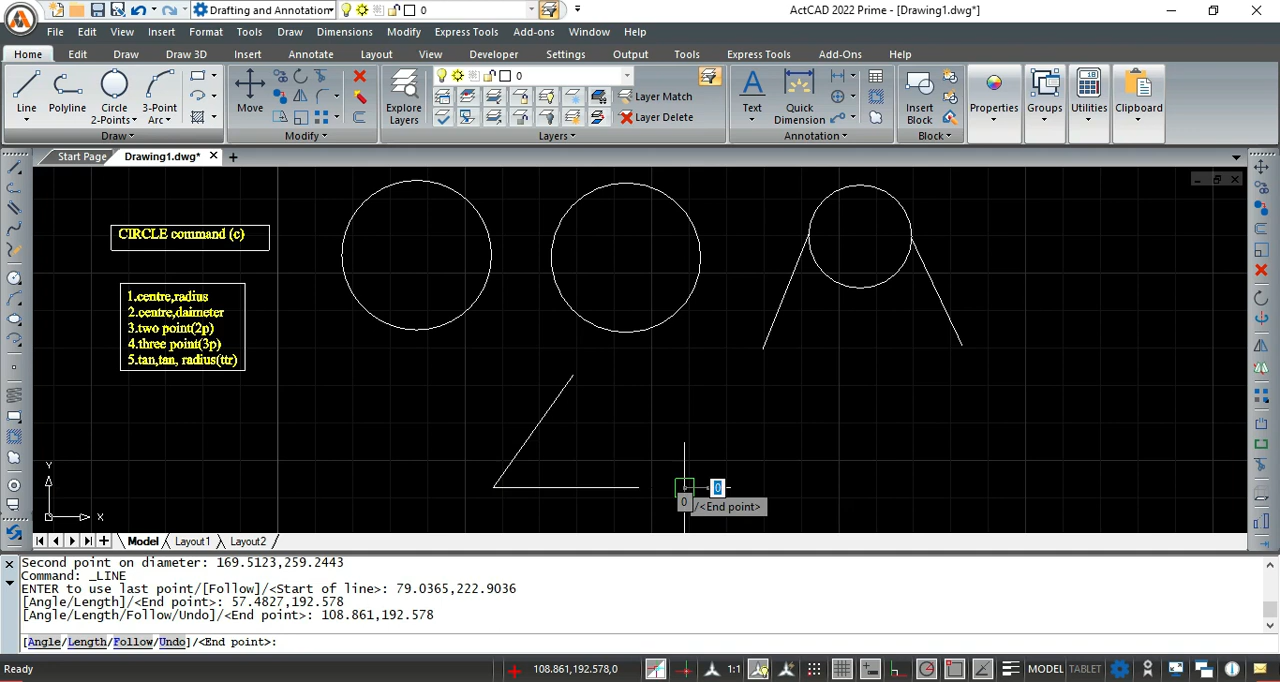 Drafting and Annotation
0
ActCAD 2022 Prime - [Drawing1.dwg*]
File Edit View Insert Format Tools Draw Dimensions Modify Express Tools Add-ons Window Help
Home Edit Draw Draw 3D Insert Annotate Layout View Developer Settings Output Tools Express Tools Add-Ons Help
0
Line Polyline Circle 2-Points 3-Point Arc Move Explore Layers Layer Match Layer Delete Text Quick Dimension Insert Block Properties Groups Utilities Clipboard
Draw Modify Layers Annotation Block
Start Page Drawing1.dwg*
CIRCLE command (c)
1.centre,radius
2.centre,daimeter
3.two point(2p)
4.three point(3p)
5.tan,tan, radius(ttr)
0
0 /<End point>
Y
X
Model Layout1 Layout2
Second point on diameter: 169.5123,259.2443
Command: _LINE
ENTER to use last point/[Follow]/<Start of line>: 79.0365,222.9036
[Angle/Length]/<End point>: 57.4827,192.578
[Angle/Length/Follow/Undo]/<End point>: 108.861,192.578
[Angle/Length/Follow/Undo]/<End point>:
Ready 108.861,192.578,0 1:1 MODEL TABLET